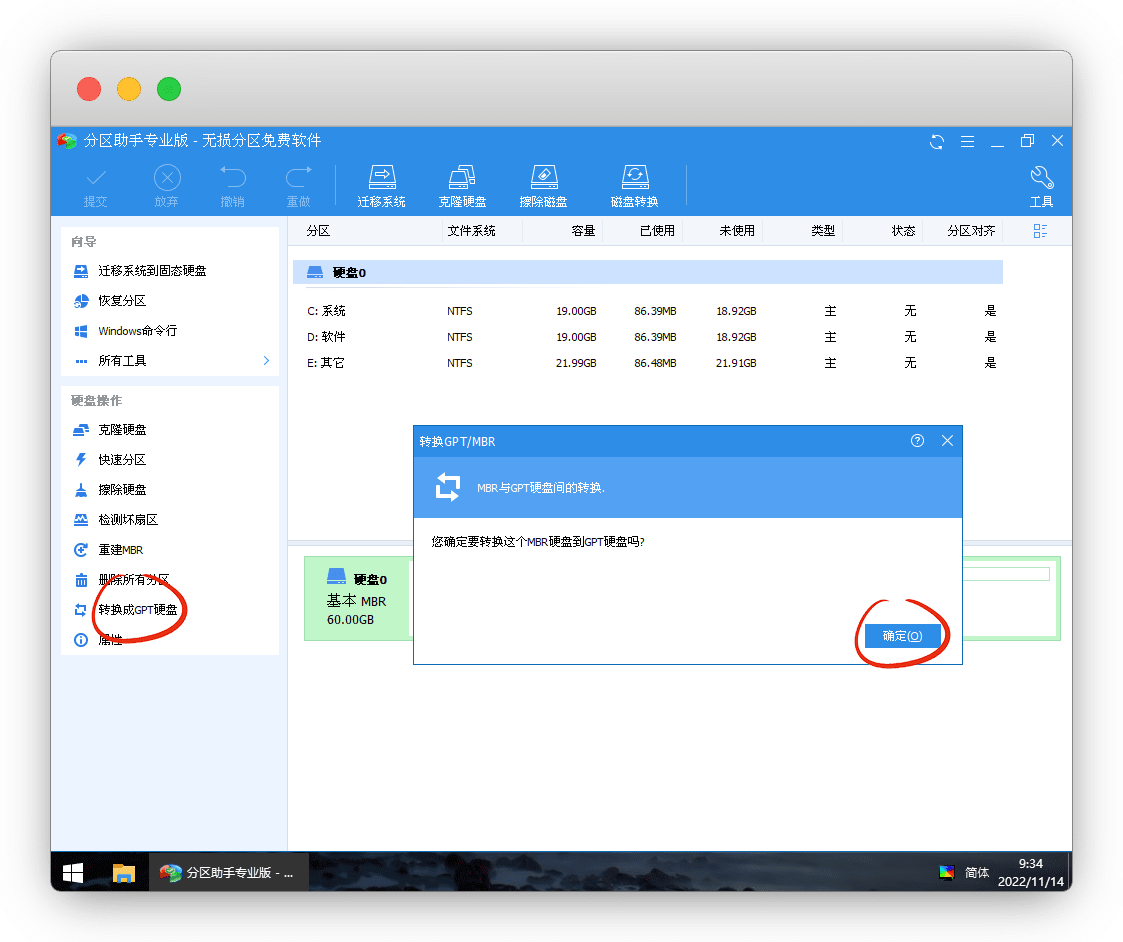 分区助手专业版 - 无损分区免费软件
提交 放弃 撤销 重做 迁移系统 克隆硬盘 擦除磁盘 磁盘转换 工具
向导
迁移系统到固态硬盘
恢复分区
Windows命令行
所有工具
硬盘操作
克隆硬盘
快速分区
擦除硬盘
检测坏扇区
重建MBR
删除所有分区
转换成GPT硬盘
属性
分区 文件系统 容量 已使用 未使用 类型 状态 分区对齐
硬盘0
C: 系统 NTFS 19.00GB 86.39MB 18.92GB 主 无 是
D: 软件 NTFS 19.00GB 86.39MB 18.92GB 主 无 是
E: 其它 NTFS 21.99GB 86.48MB 21.91GB 主 无 是
硬盘0
基本 MBR
60.00GB
转换GPT/MBR
MBR与GPT硬盘间的转换.
您确定要转换这个MBR硬盘到GPT硬盘吗?
确定(O)
分区助手专业版 - ...
简体
9:34
2022/11/14